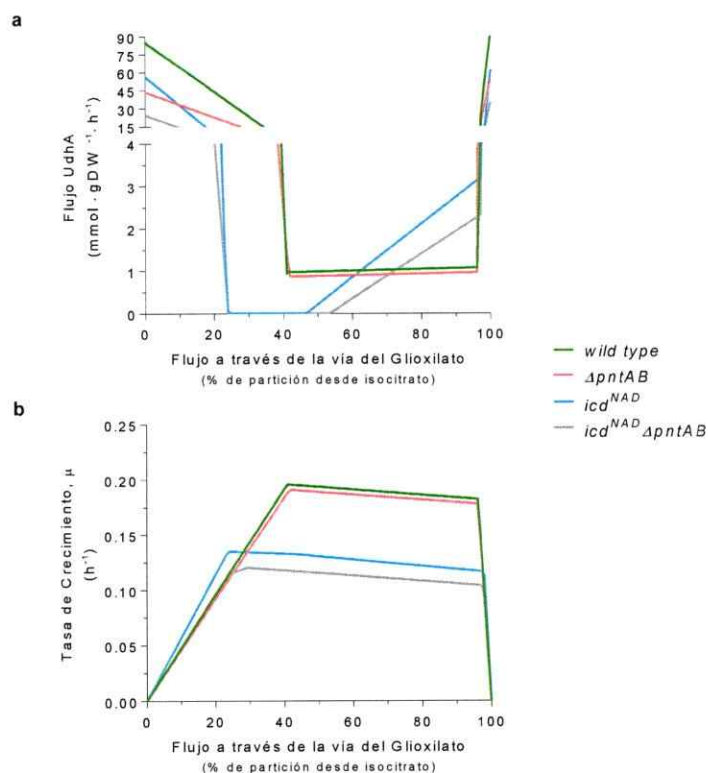 a
90
75
60
45
30
15
4
3
2
1
0
Flujo UdhA
(mmol · gDW ⁻¹ · h⁻¹)
0 20 40 60 80 100
Flujo a través de la vía del Glioxilato
(% de partición desde isocitrato)
wild type
ΔpntAB
icd^NAD
icd^NAD ΔpntAB
b
0.25
0.20
0.15
0.10
0.05
0.00
Tasa de Crecimiento, μ
(h⁻¹)
0 20 40 60 80 100
Flujo a través de la vía del Glioxilato
(% de partición desde isocitrato)